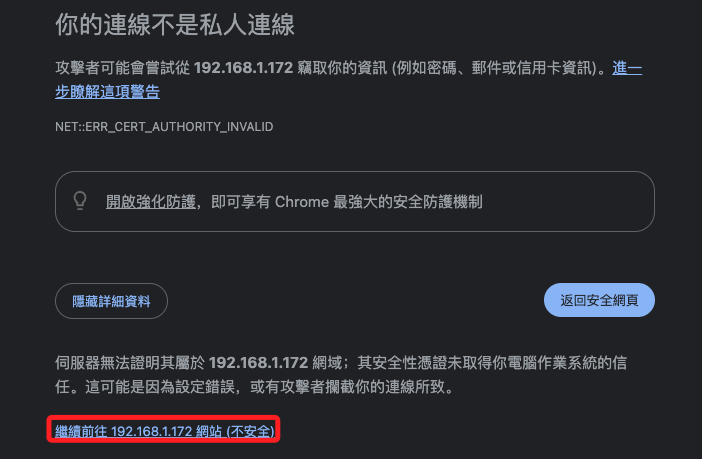 你的連線不是私人連線
攻擊者可能會嘗試從 192.168.1.172 竊取你的資訊 (例如密碼、郵件或信用卡資訊)。進一
步瞭解這項警告
NET::ERR_CERT_AUTHORITY_INVALID
開啟強化防護，即可享有 Chrome 最強大的安全防護機制
隱藏詳細資料
返回安全網頁
伺服器無法證明其屬於 192.168.1.172 網域；其安全性憑證未取得你電腦作業系統的信
任。這可能是因為設定錯誤，或有攻擊者攔截你的連線所致。
繼續前往 192.168.1.172 網站 (不安全)